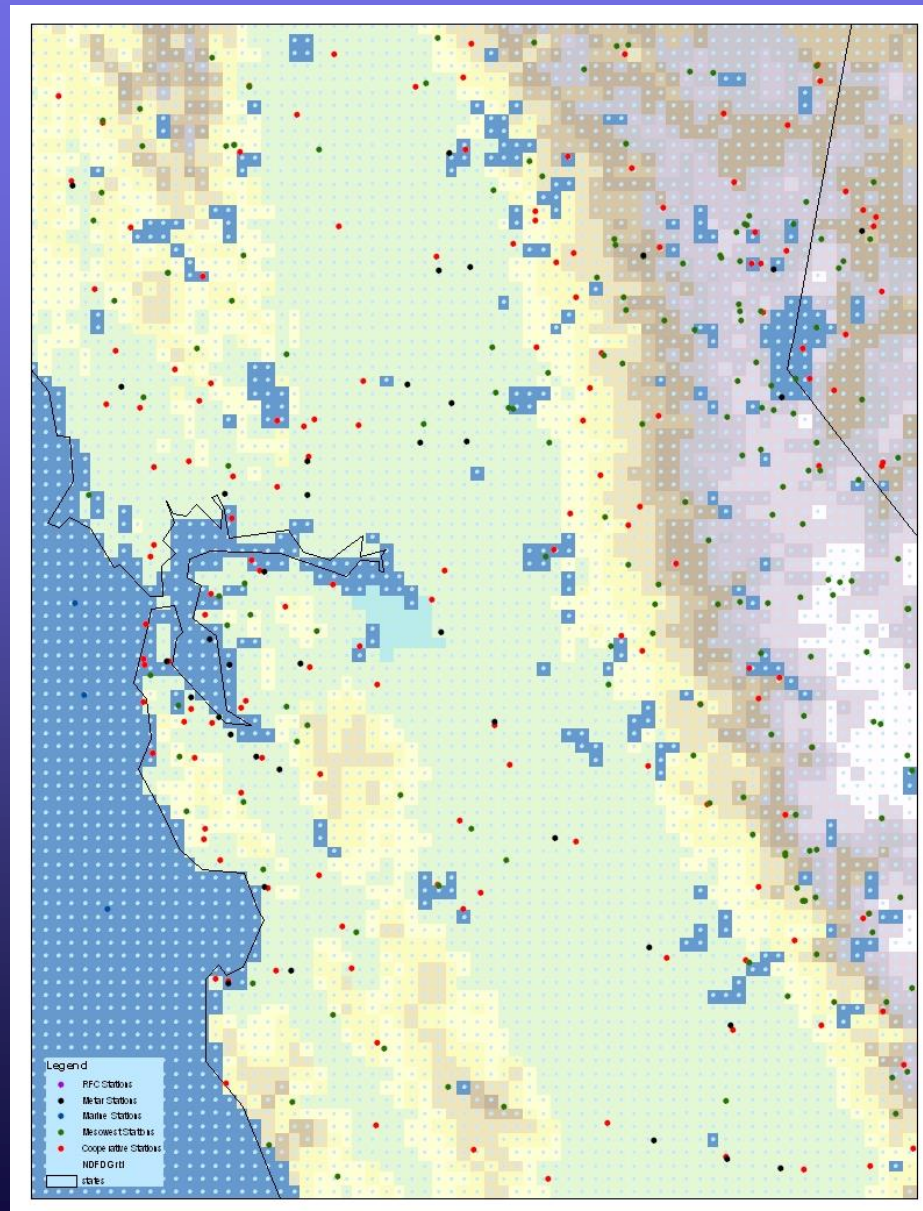 Legend
RFC Stations
Metar Stations
Marine Stations
Mesowest Stations
Cooperative Stations
NDFD Grid
states